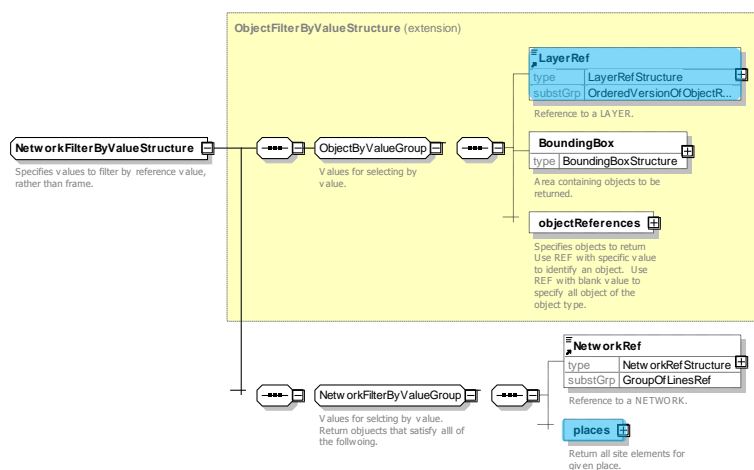 ObjectFilterByValueStructure (extension)
LayerRef
type LayerRefStructure
substGrp OrderedVersionOfObjectR...
Reference to a LAYER.
NetworkFilterByValueStructure
Specifies values to filter by reference value,
rather than frame.
ObjectByValueGroup
Values for selecting by
value.
BoundingBox
type BoundingBoxStructure
Area containing objects to be
returned.
objectReferences
Specifies objects to return
Use REF with specific value
to identify an object. Use
REF with blank value to
specify all object of the
object type.
NetworkRef
type NetworkRefStructure
substGrp GroupOfLinesRef
Reference to a NETWORK.
NetworkFilterByValueGroup
Values for selcting by value.
Return objuects that satisfy alll of
the follwoing.
places
Return all site elements for
given place.